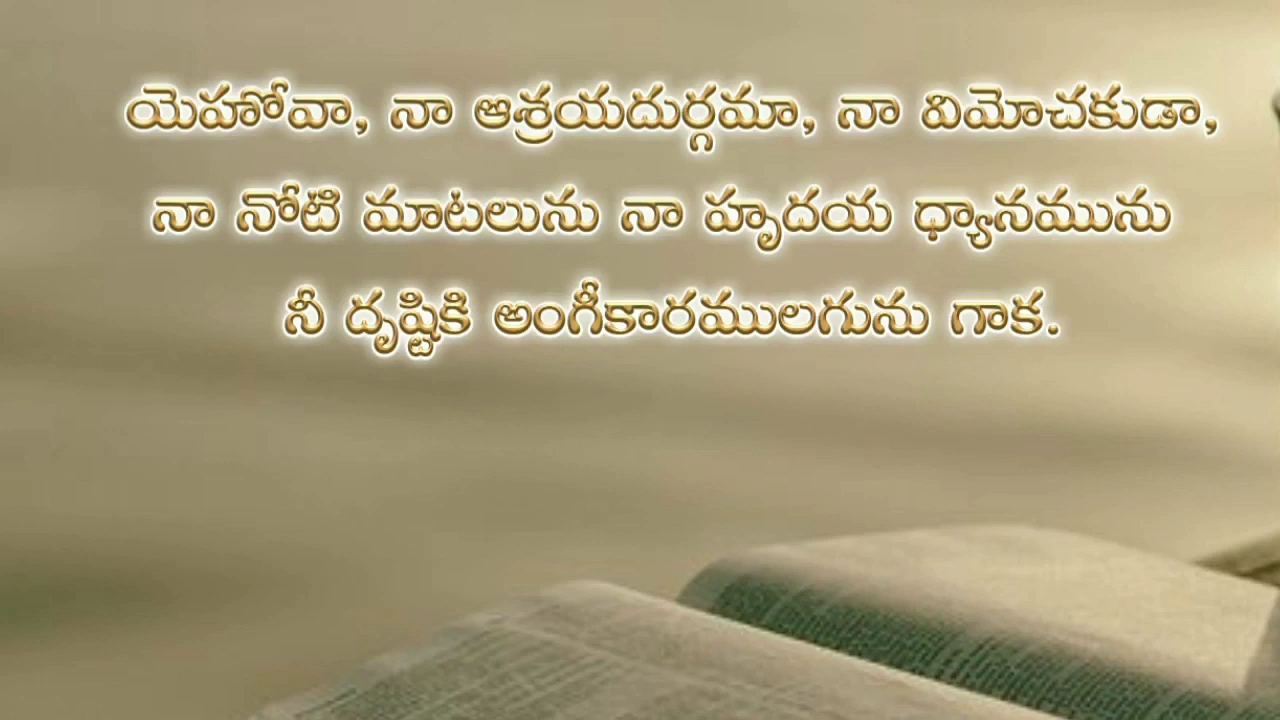 యెహోవా, నా ఆశ్రయదుర్గమా, నా విమోచకుడా,
నా నోటి మాటలును నా హృదయ ధ్యానమును
నీ దృష్టికి అంగీకారములగును గాక.